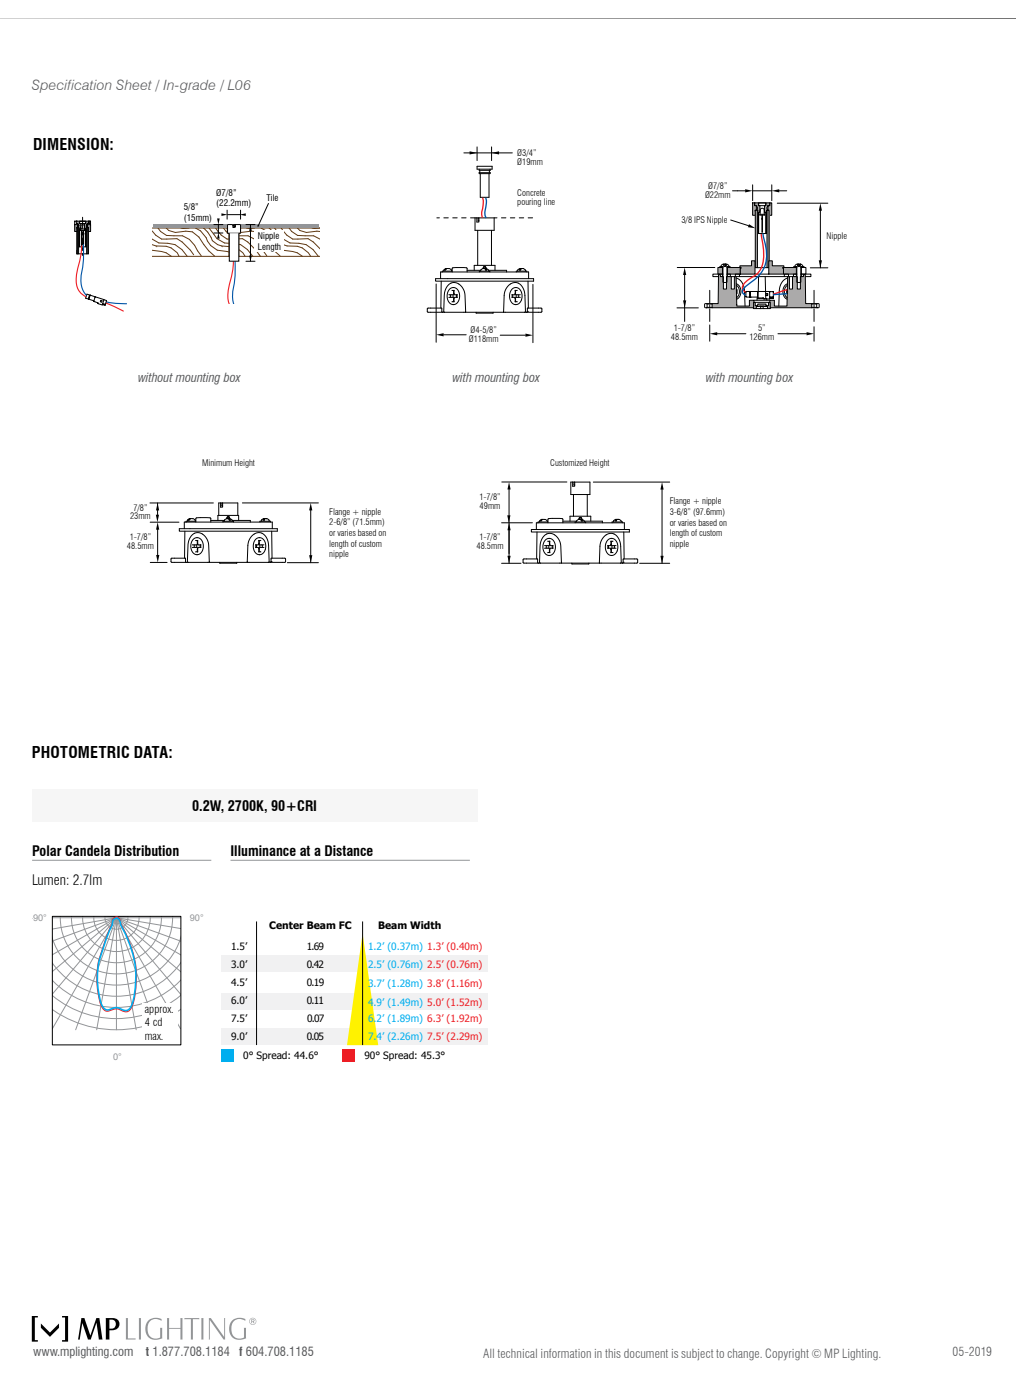 Specification Sheet / In-grade / L06
DIMENSION:
5/8"
(15mm)
Ø7/8"
(22.2mm)
Tile
Nipple
Length
without mounting box
Ø3/4"
Ø19mm
Concrete
pouring line
Ø4-5/8"
Ø118mm
with mounting box
Ø7/8"
Ø22mm
3/8 IPS Nipple
Nipple
1-7/8"
48.5mm
5"
126mm
with mounting box
Minimum Height
7/8"
23mm
1-7/8"
48.5mm
Flange + nipple
2-6/8" (71.5mm)
or varies based on
length of custom
nipple
Customized Height
1-7/8"
49mm
1-7/8"
48.5mm
Flange + nipple
3-6/8" (97.6mm)
or varies based on
length of custom
nipple
PHOTOMETRIC DATA:
0.2W, 2700K, 90+CRI
Polar Candela Distribution
Illuminance at a Distance
Lumen: 2.7lm
90°
90°
approx.
4 cd
max.
0°
Center Beam FC Beam Width
1.5' 1.69 1.2' (0.37m) 1.3' (0.40m)
3.0' 0.42 2.5' (0.76m) 2.5' (0.76m)
4.5' 0.19 3.7' (1.28m) 3.8' (1.16m)
6.0' 0.11 4.9' (1.49m) 5.0' (1.52m)
7.5' 0.07 6.2' (1.89m) 6.3' (1.92m)
9.0' 0.05 7.4' (2.26m) 7.5' (2.29m)
0° Spread: 44.6° 90° Spread: 45.3°
MP LIGHTING®
www.mplighting.com t 1.877.708.1184 f 604.708.1185
All technical information in this document is subject to change. Copyright © MP Lighting.
05-2019